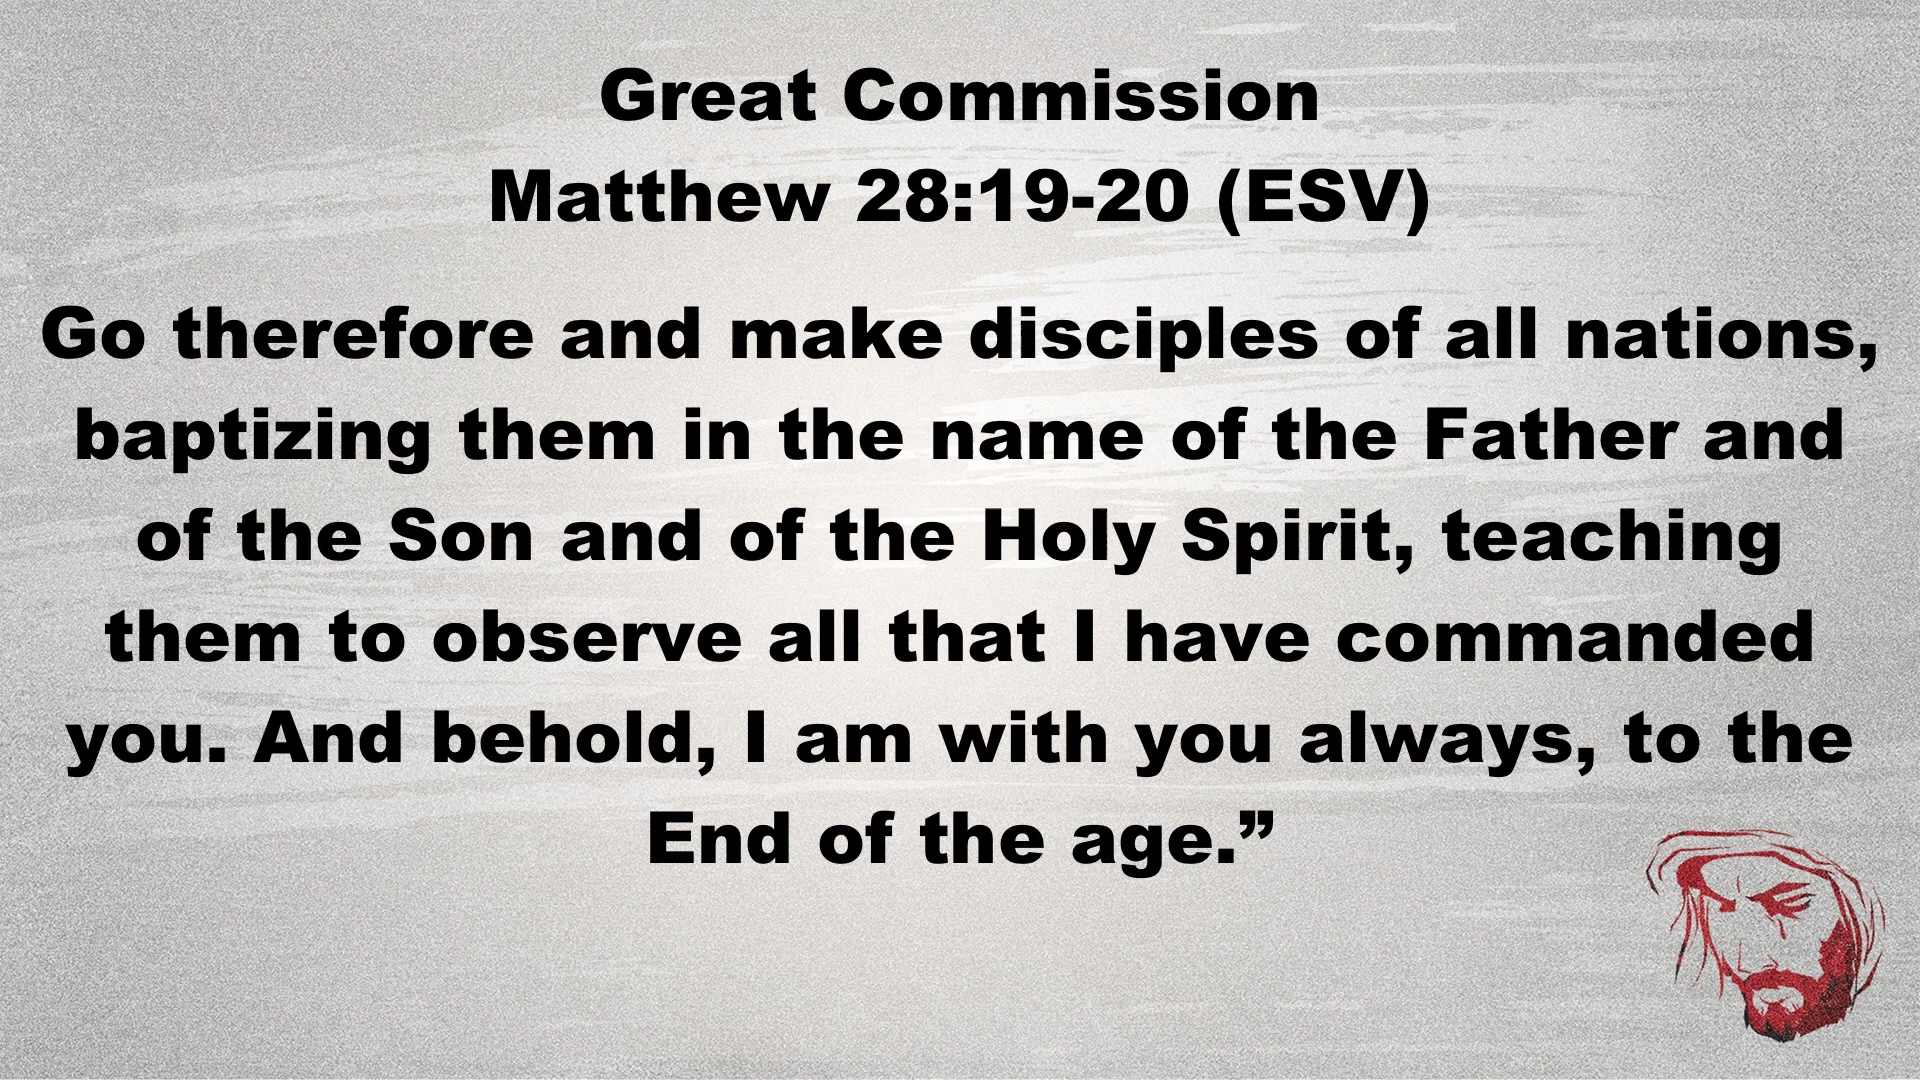 Great Commission
Matthew 28:19-20 (ESV)
Go therefore and make disciples of all nations,
baptizing them in the name of the Father and
of the Son and of the Holy Spirit, teaching
them to observe all that I have commanded
you. And behold, I am with you always, to the
End of the age.”